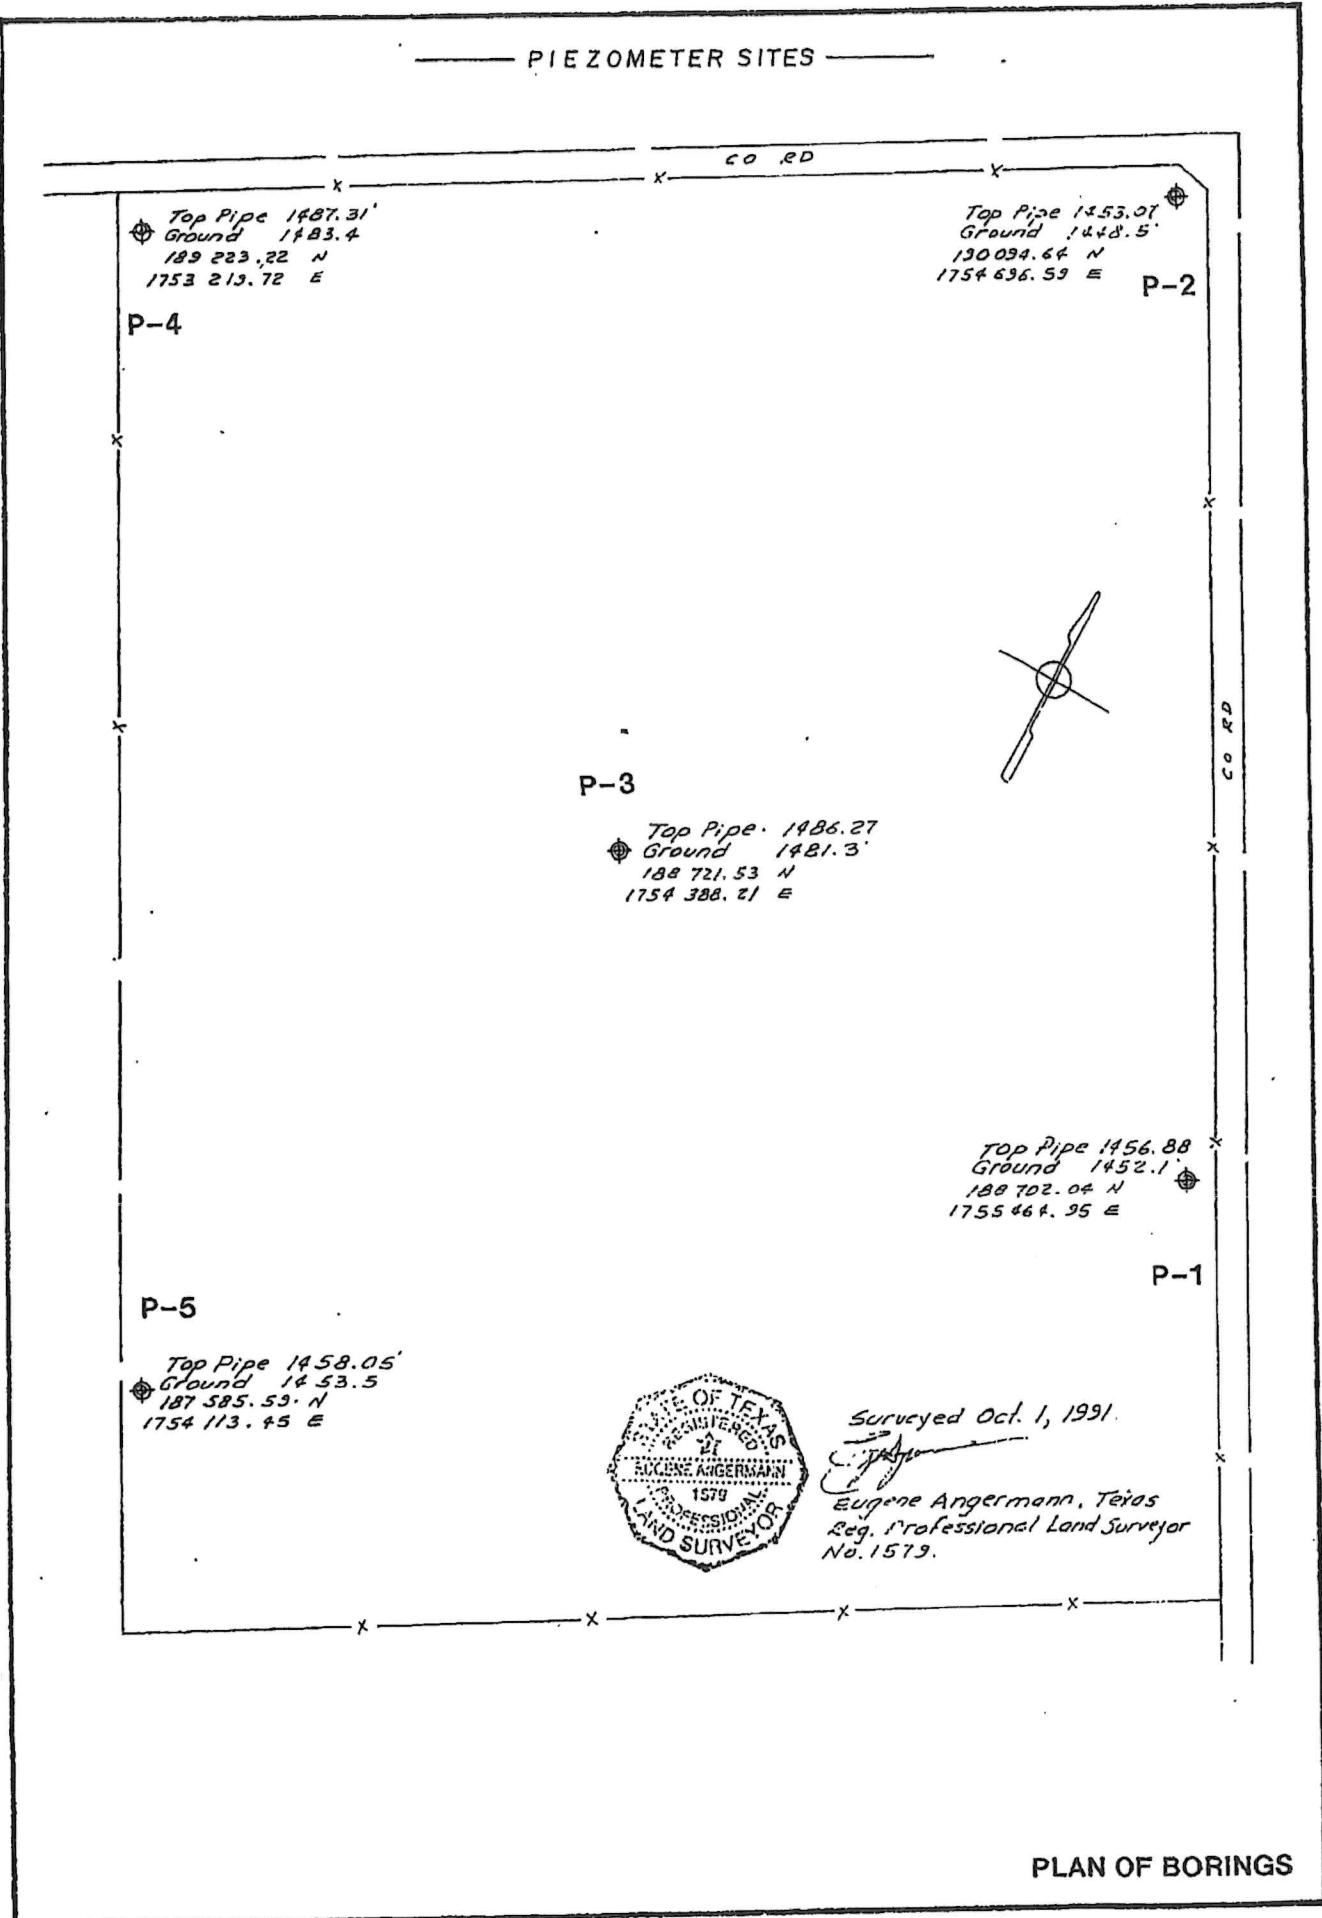 PIEZOMETER SITES
CO RD
Top Pipe 1487.31'
Ground 1483.4
189 223.22 N
1753 219.72 E
P-4
Top Pipe 1453.07
Ground 1448.5'
190 094.64 N
1754 696.59 E
P-2
CO RD
P-3
Top Pipe. 1486.27
Ground 1481.3'
188 721.53 N
1754 388.21 E
Top Pipe 1456.88
Ground 1452.1'
188 702.04 N
1755 464.95 E
P-1
P-5
Top Pipe 1458.05'
Ground 1453.5
187 585.59 N
1754 113.45 E
STATE OF TEXAS
REGISTERED
EUGENE ANGERMANN
1579
PROFESSIONAL
LAND SURVEYOR
Surveyed Oct. 1, 1991.
Eugene Angermann, Texas
Reg. Professional Land Surveyor
No. 1579.
PLAN OF BORINGS